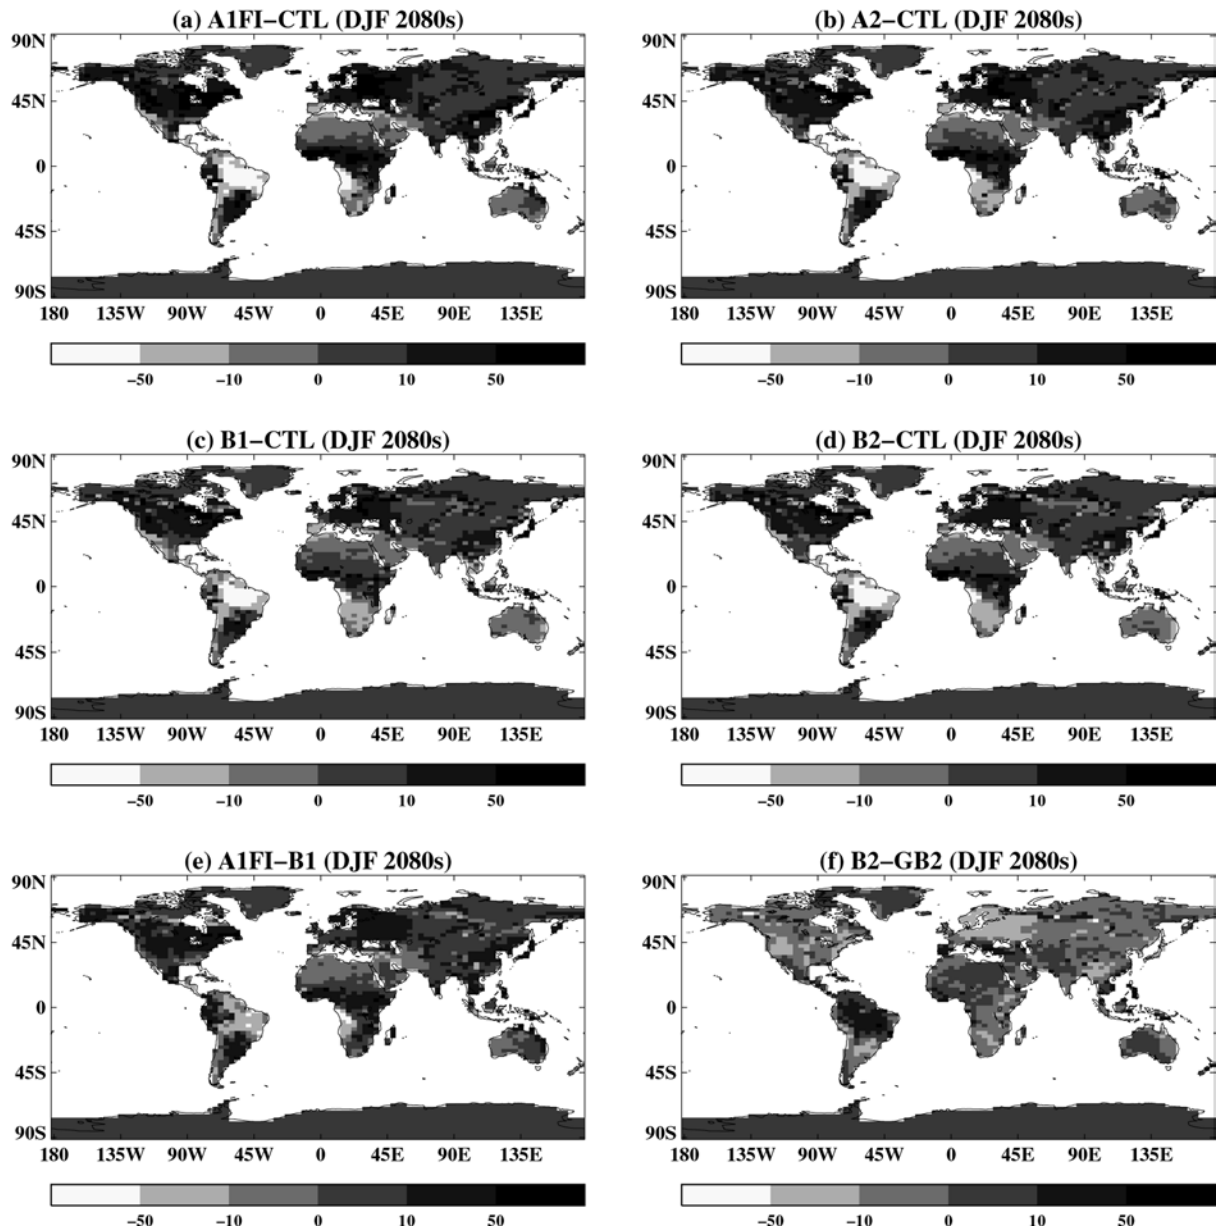 (a) A1FI−CTL (DJF 2080s)
90N
45N
0
45S
90S
180 135W 90W 45W 0 45E 90E 135E
−50 −10 0 10 50
(b) A2−CTL (DJF 2080s)
90N
45N
0
45S
90S
180 135W 90W 45W 0 45E 90E 135E
−50 −10 0 10 50
(c) B1−CTL (DJF 2080s)
90N
45N
0
45S
90S
180 135W 90W 45W 0 45E 90E 135E
−50 −10 0 10 50
(d) B2−CTL (DJF 2080s)
90N
45N
0
45S
90S
180 135W 90W 45W 0 45E 90E 135E
−50 −10 0 10 50
(e) A1FI−B1 (DJF 2080s)
90N
45N
0
45S
90S
180 135W 90W 45W 0 45E 90E 135E
−50 −10 0 10 50
(f) B2−GB2 (DJF 2080s)
90N
45N
0
45S
90S
180 135W 90W 45W 0 45E 90E 135E
−50 −10 0 10 50